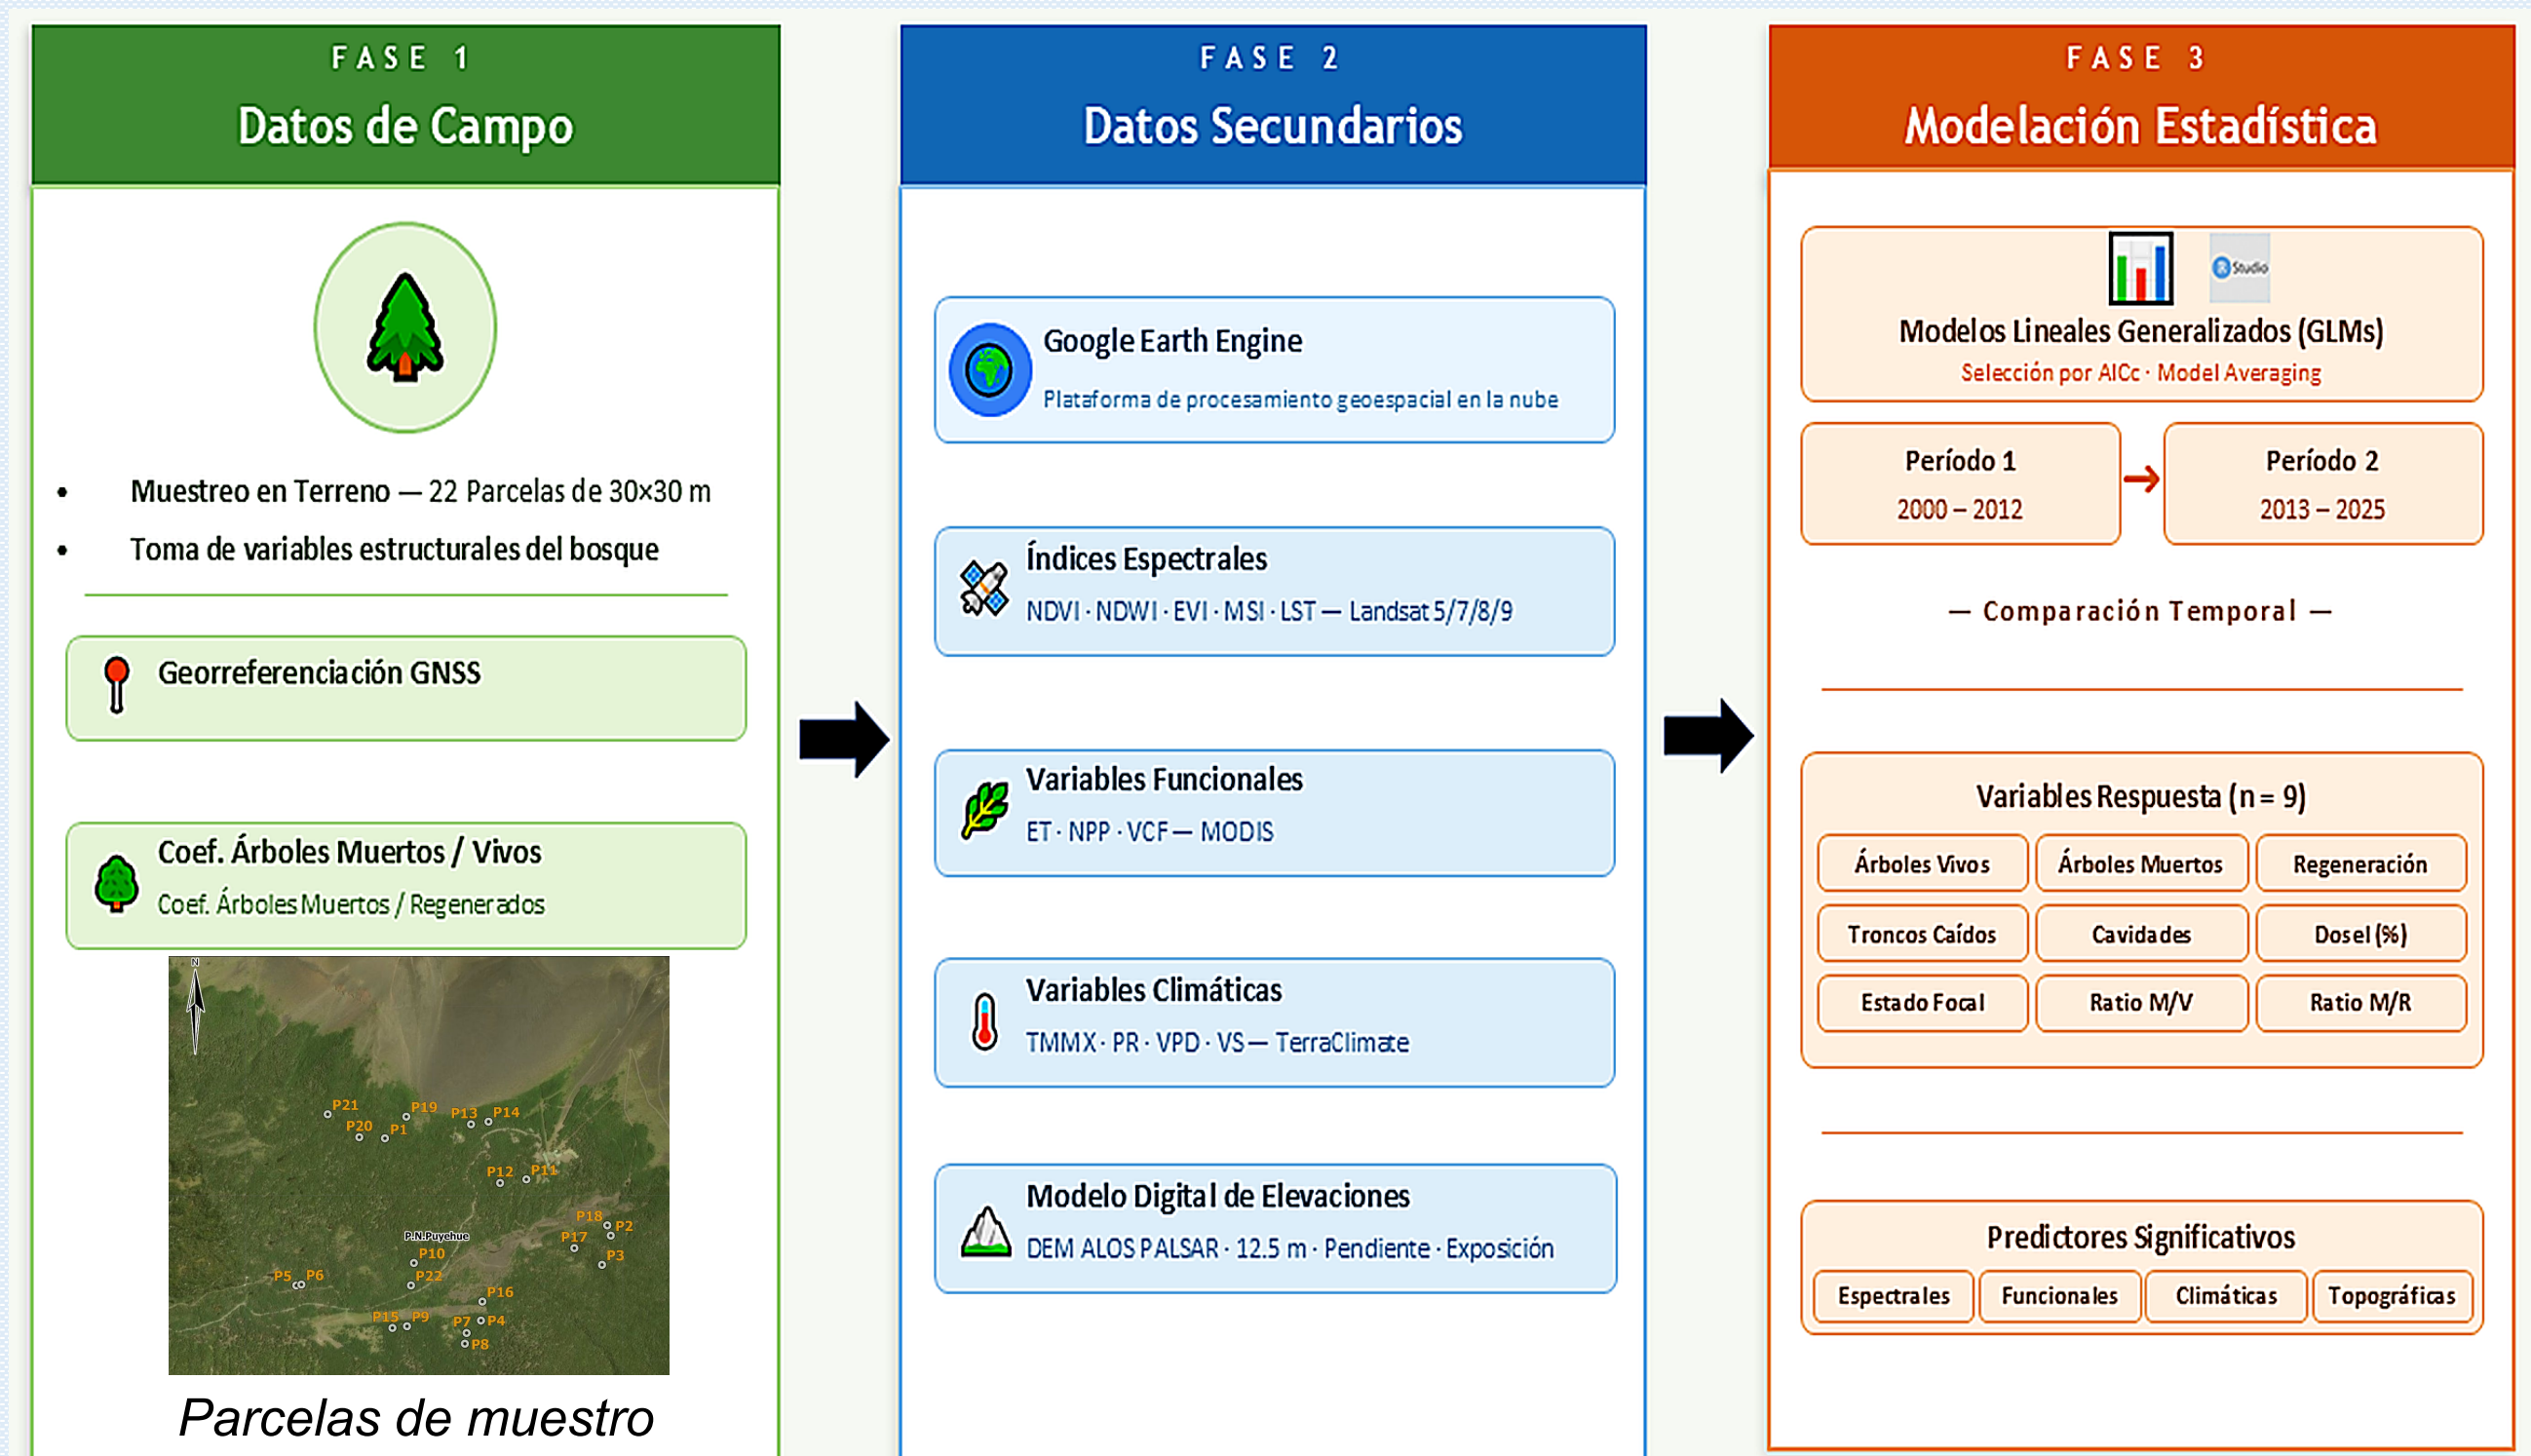 FASE 1
Datos de Campo
• Muestreo en Terreno — 22 Parcelas de 30×30 m
• Toma de variables estructurales del bosque
Georreferenciación GNSS
Coef. Árboles Muertos / Vivos
Coef. Árboles Muertos / Regenerados
N
P21
P19
P13
P14
P20
P1
P12
P11
P18
P2
P.N.Puyehue
P17
P10
P3
P5
P6
P22
P16
P15
P9
P7
P4
P8
Parcelas de muestro
FASE 2
Datos Secundarios
Google Earth Engine
Plataforma de procesamiento geoespacial en la nube
Índices Espectrales
NDVI · NDWI · EVI · MSI · LST — Landsat 5/7/8/9
Variables Funcionales
ET · NPP · VCF — MODIS
Variables Climáticas
TMMX · PR · VPD · VS — TerraClimate
Modelo Digital de Elevaciones
DEM ALOS PALSAR · 12.5 m · Pendiente · Exposición
FASE 3
Modelación Estadística
R Studio
Modelos Lineales Generalizados (GLMs)
Selección por AICc · Model Averaging
Período 1
2000 – 2012
Período 2
2013 – 2025
— Comparación Temporal —
Variables Respuesta (n = 9)
Árboles Vivos
Árboles Muertos
Regeneración
Troncos Caídos
Cavidades
Dosel (%)
Estado Focal
Ratio M/V
Ratio M/R
Predictores Significativos
Espectrales
Funcionales
Climáticas
Topográficas